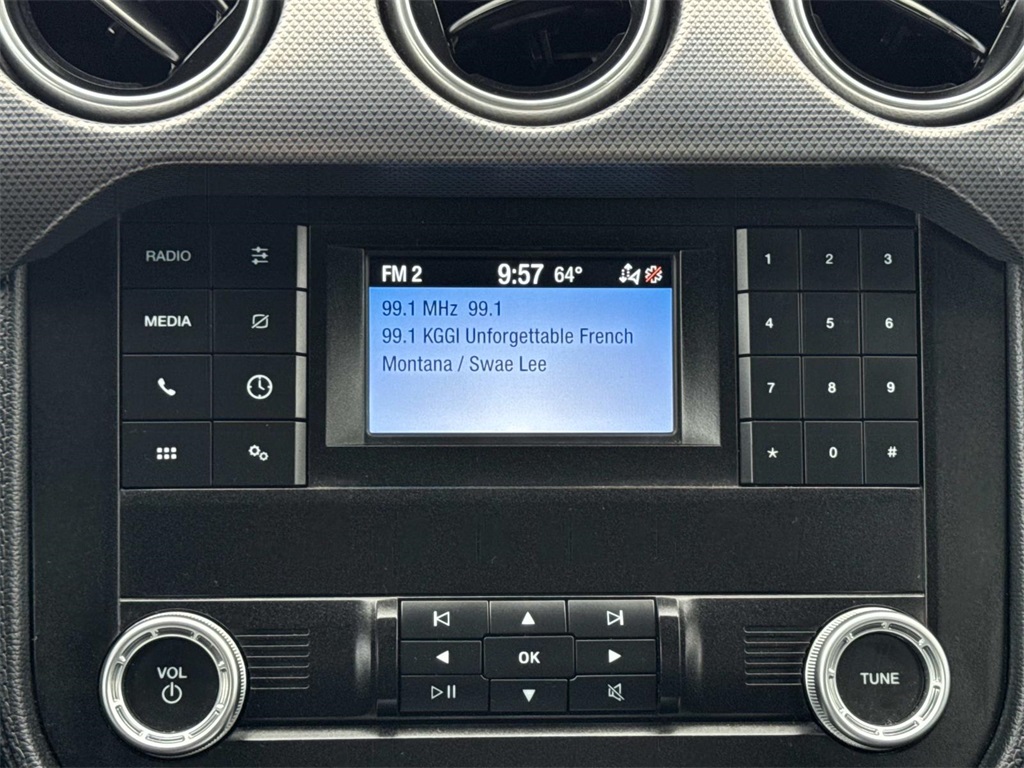 FM 2 9:57 64°
99.1 MHz 99.1
99.1 KGGI Unforgettable French
Montana / Swae Lee
RADIO
MEDIA
1 2 3
4 5 6
7 8 9
* 0 #
VOL
OK
TUNE